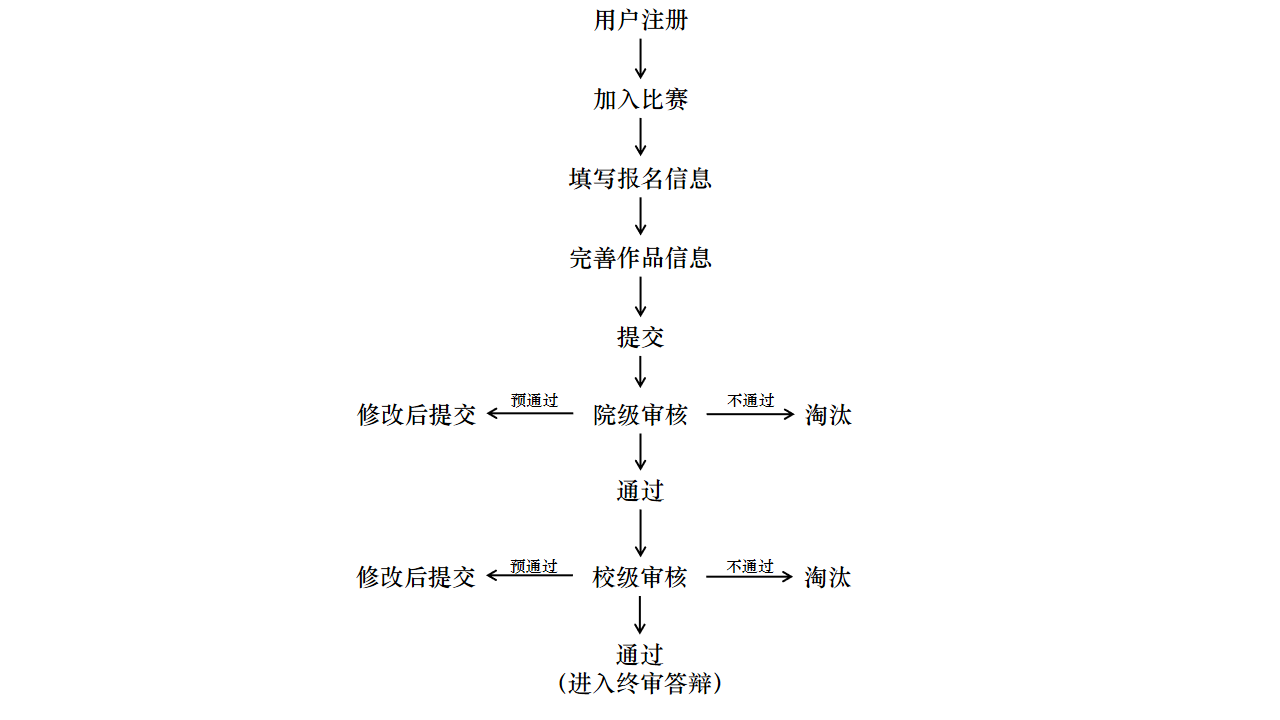 用户注册
加入比赛
填写报名信息
完善作品信息
提交
修改后提交 预通过 院级审核 不通过 淘汰
通过
修改后提交 预通过 校级审核 不通过 淘汰
通过
(进入终审答辩)